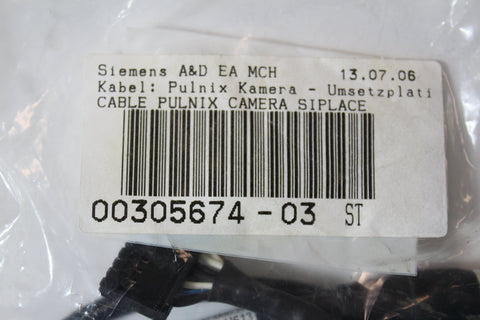 Siemens A&D EA MCH 13.07.06
Kabel: Pulnix Kamera - Umsetzplati
CABLE PULNIX CAMERA SIPLACE
00305674-03 ST